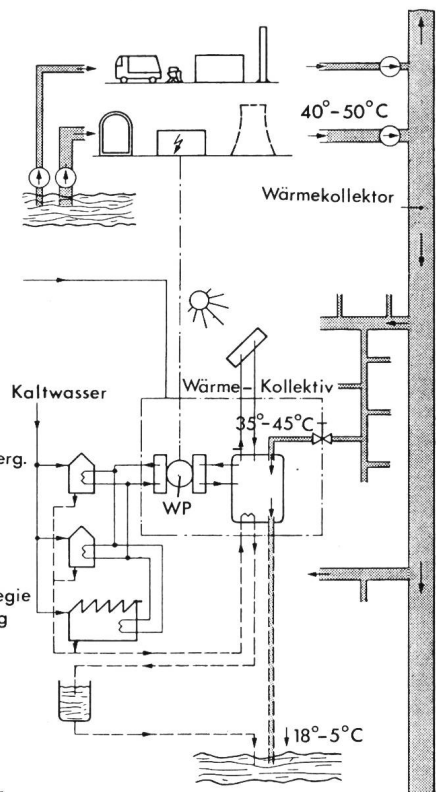 40°–50°C
Wärmekollektor
Kaltwasser
Wärme– Kollektiv
35°–45°C
erg.
WP
egie
g
18°–5°C